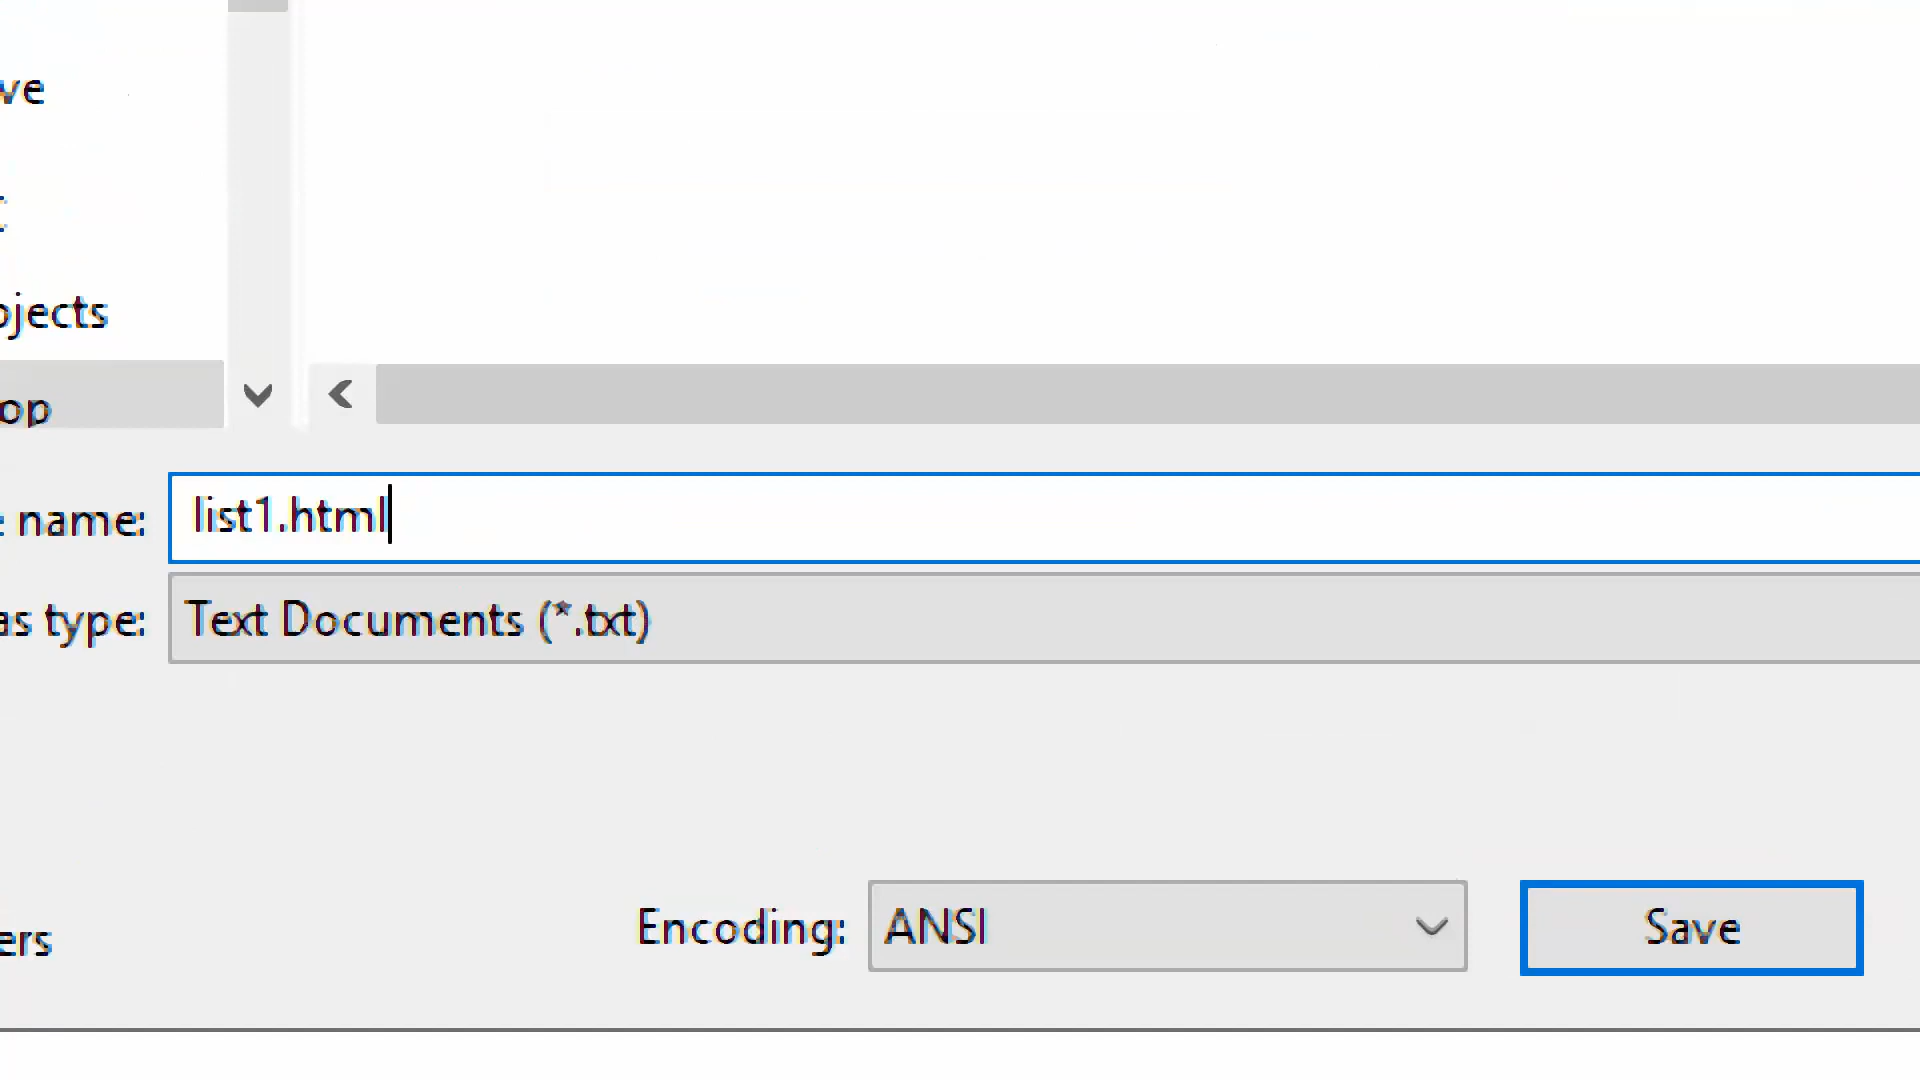 ve
ojects
op
name:
list1.html
as type:
Text Documents (*.txt)
ers
Encoding:
ANSI
Save